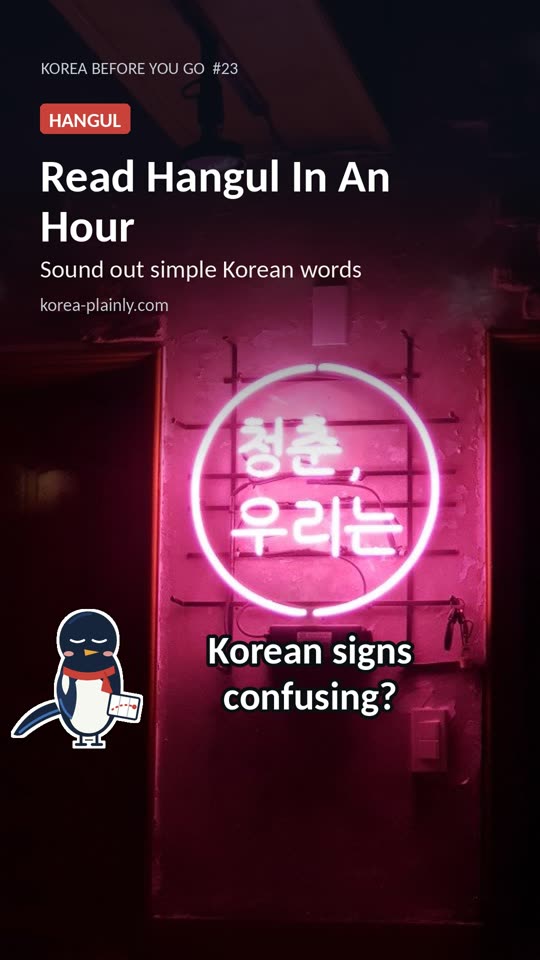 KOREA BEFORE YOU GO #23
HANGUL
Read Hangul In An
Hour
Sound out simple Korean words
korea-plainly.com
청춘,
우리는
Korean signs
confusing?